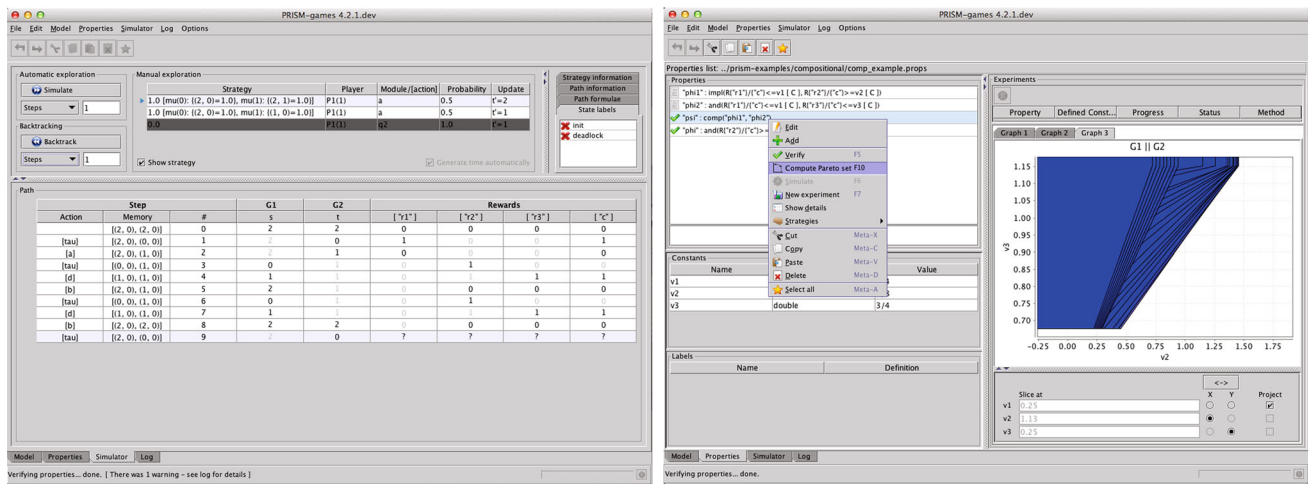 PRISM-games 4.2.1.dev
File Edit Model Properties Simulator Log Options
Automatic exploration
Simulate
Steps 1
Backtracking
Backtrack
Steps 1
Manual exploration
Strategy Player Module/[action] Probability Update
1.0 [mu(0): {(2, 0)=1.0}, mu(1): {(2, 1)=1.0}] P1(1) a 0.5 t'=2
1.0 [mu(0): {(2, 0)=1.0}, mu(1): {(1, 0)=1.0}] P1(1) a 0.5 t'=1
0.0 P1(1) q2 1.0 t'=1
Show strategy
Generate time automatically
Strategy information
Path information
Path formulae
State labels
init
deadlock
Path
Step G1 G2 Rewards
Action Memory # s t [ "r1" ] [ "r2" ] [ "r3" ] [ "c" ]
[(2, 0), (2, 0)] 0 2 2 0 0 0 0
[tau] [(2, 0), (0, 0)] 1 2 0 1 0 0 1
[a] [(2, 0), (1, 0)] 2 2 1 0 0 0 0
[tau] [(0, 0), (1, 0)] 3 0 1 0 1 0 0
[d] [(1, 0), (1, 0)] 4 1 1 0 1 1 1
[b] [(2, 0), (1, 0)] 5 2 1 0 0 0 0
[tau] [(0, 0), (1, 0)] 6 0 1 0 1 0 0
[d] [(1, 0), (1, 0)] 7 1 1 0 1 1 1
[b] [(2, 0), (2, 0)] 8 2 2 0 0 0 0
[tau] [(2, 0), (0, 0)] 9 2 0 ? ? ? ?
Model Properties Simulator Log
Verifying properties... done. [ There was 1 warning - see log for details ]
PRISM-games 4.2.1.dev
File Edit Model Properties Simulator Log Options
Properties list: ../prism-examples/compositional/comp_example.props
Properties
"phi1" : impl(R("r1")/{"c"}<=v1 [ C ], R("r2")/{"c"}>=v2 [ C ])
"phi2" : and(R("r1")/{"c"}<=v1 [ C ], R("r3")/{"c"}<=v3 [ C ])
"psi" : comp("phi1", "phi2")
"phi" : and(R("r2")/{"c"}>=
Edit
Add
Verify F5
Compute Pareto set F10
Simulate F6
New experiment F7
Show details
Strategies
Cut Meta-X
Copy Meta-C
Paste Meta-V
Delete Meta-D
Select all Meta-A
Constants
Name Value
v1
v2
v3 double 3/4
Labels
Name Definition
Experiments
Property Defined Const... Progress Status Method
Graph 1 Graph 2 Graph 3
G1 || G2
1.15
1.10
1.05
1.00
0.95
0.90
0.85
0.80
0.75
0.70
v3
-0.25 0.00 0.25 0.50 0.75 1.00 1.25 1.50 1.75
v2
<->
Slice at X Y Project
v1 0.25
v2 1.13
v3 0.25
Model Properties Simulator Log
Verifying properties... done.